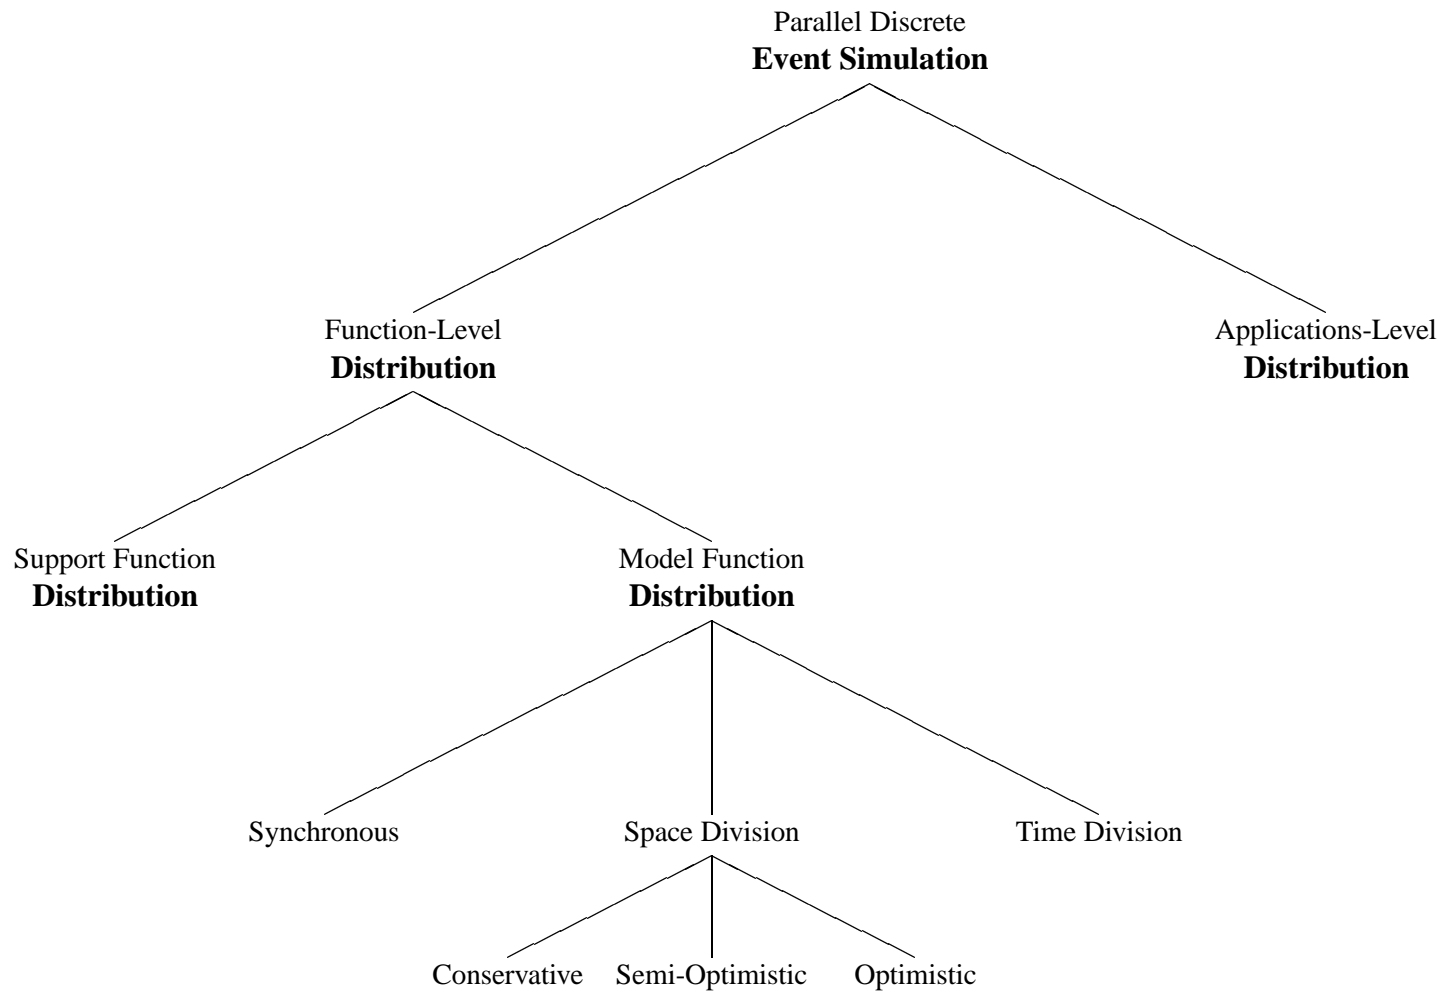 Parallel Discrete
Event Simulation
Function-Level
Distribution
Applications-Level
Distribution
Support Function
Distribution
Model Function
Distribution
Synchronous
Space Division
Time Division
Conservative
Semi-Optimistic
Optimistic